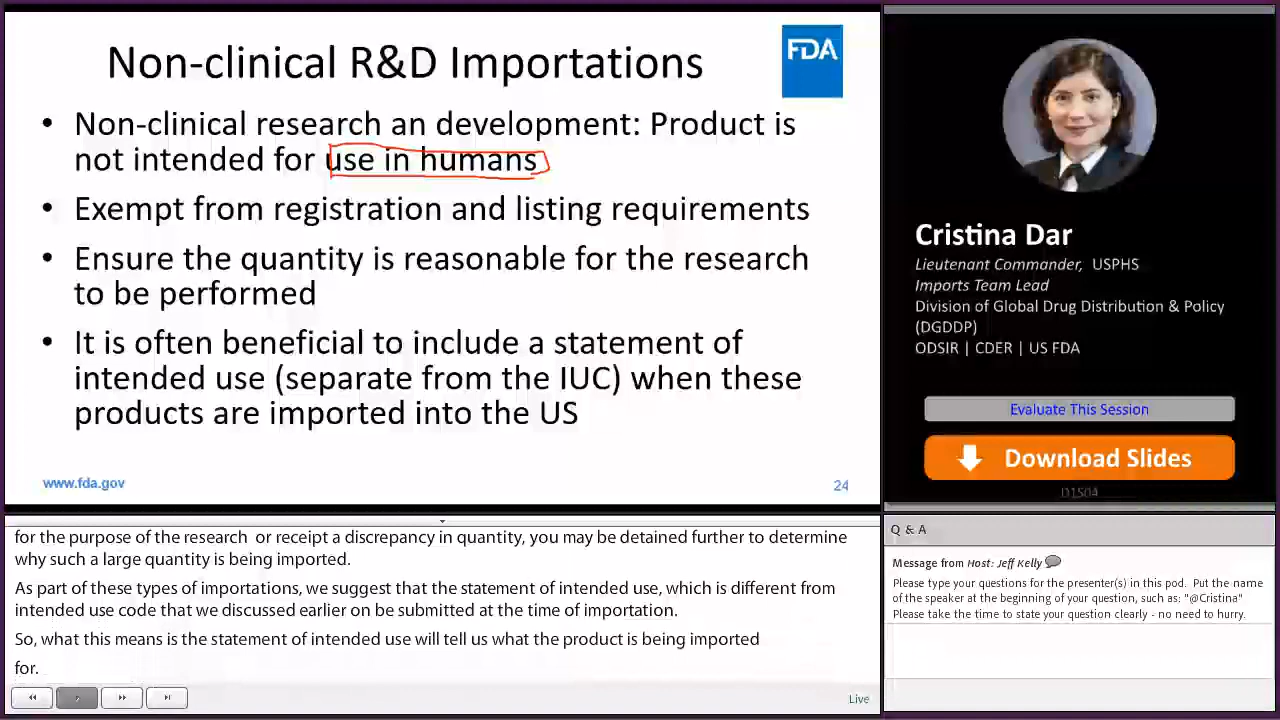 Non-clinical R&D Importations
FDA
• Non-clinical research an development: Product is
not intended for use in humans
• Exempt from registration and listing requirements
• Ensure the quantity is reasonable for the research
to be performed
• It is often beneficial to include a statement of
intended use (separate from the IUC) when these
products are imported into the US
www.fda.gov
24
Cristina Dar
Lieutenant Commander, USPHS
Imports Team Lead
Division of Global Drug Distribution & Policy
(DGDDP)
ODSIR | CDER | US FDA
Evaluate This Session
Download Slides
D1S04
for the purpose of the research or receipt a discrepancy in quantity, you may be detained further to determine
why such a large quantity is being imported.
As part of these types of importations, we suggest that the statement of intended use, which is different from
intended use code that we discussed earlier on be submitted at the time of importation.
So, what this means is the statement of intended use will tell us what the product is being imported
for.
Live
Q & A
Message from Host: Jeff Kelly
Please type your questions for the presenter(s) in this pod. Put the name
of the speaker at the beginning of your question, such as: "@Cristina"
Please take the time to state your question clearly - no need to hurry.